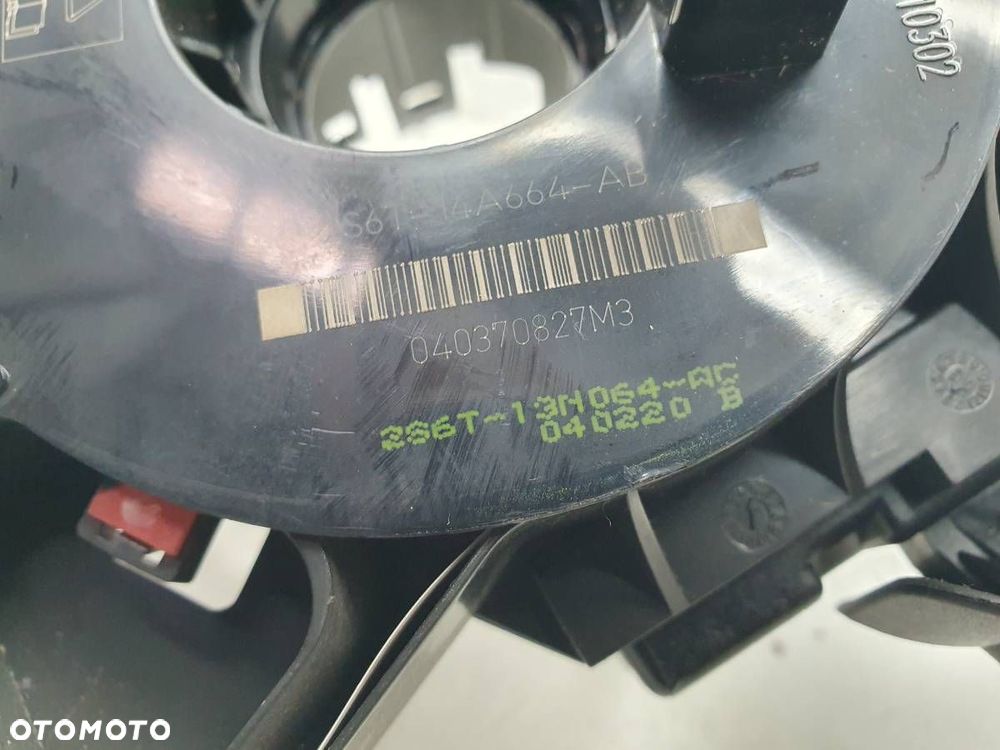 10302
S6T-14A664-AB
040370827M3
2S6T-13N064-AC
040220 B
OTOMOTO